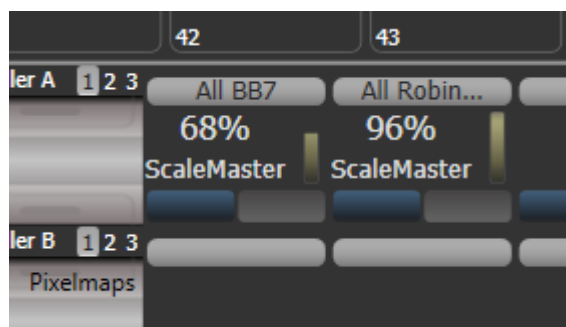 42 43
ler A 1 2 3
All BB7 All Robin...
68% 96%
ScaleMaster ScaleMaster
ler B 1 2 3
Pixelmaps